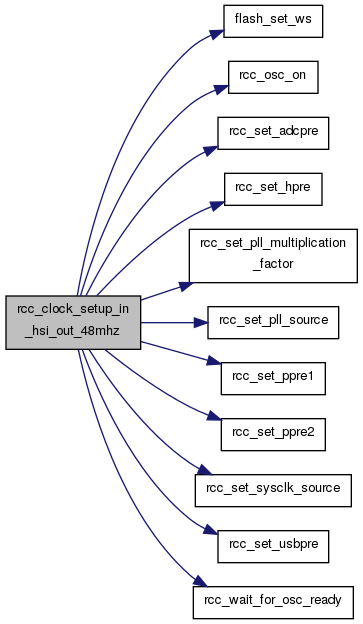 flash_set_ws
rcc_osc_on
rcc_set_adcpre
rcc_set_hpre
rcc_set_pll_multiplication
_factor
rcc_clock_setup_in
_hsi_out_48mhz
rcc_set_pll_source
rcc_set_ppre1
rcc_set_ppre2
rcc_set_sysclk_source
rcc_set_usbpre
rcc_wait_for_osc_ready